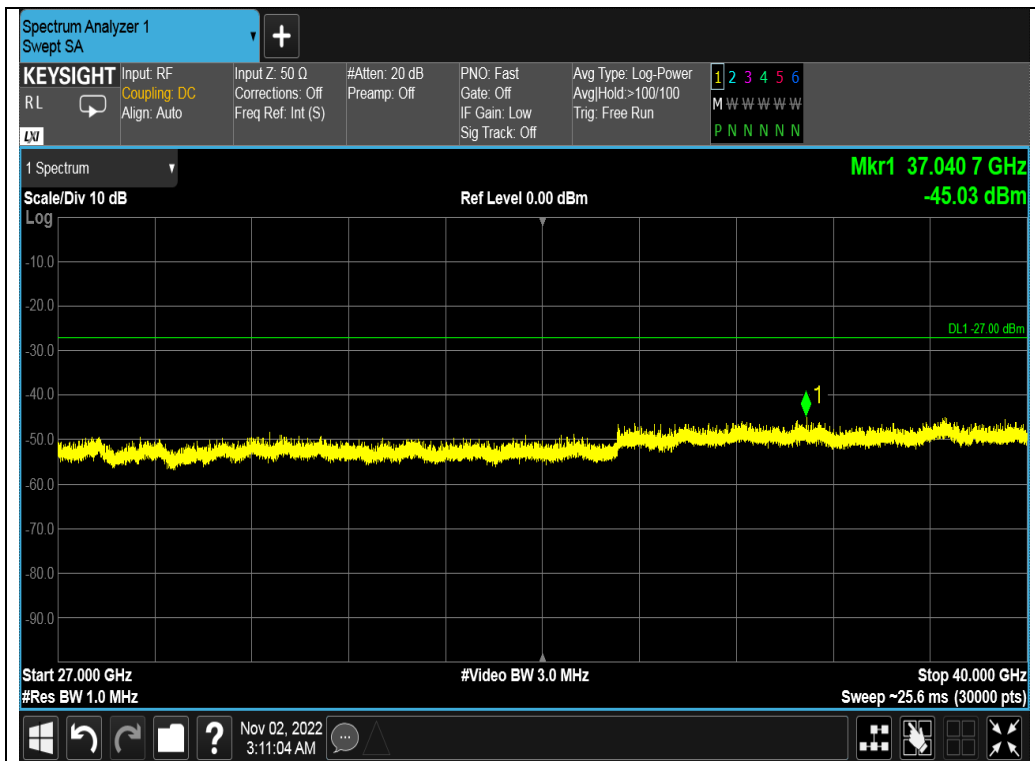 Spectrum Analyzer 1
Swept SA
+
KEYSIGHT
RL
LXI
Input: RF
Coupling: DC
Align: Auto
Input Z: 50 Ω
Corrections: Off
Freq Ref: Int (S)
#Atten: 20 dB
Preamp: Off
PNO: Fast
Gate: Off
IF Gain: Low
Sig Track: Off
Avg Type: Log-Power
Avg|Hold:>100/100
Trig: Free Run
1 2 3 4 5 6
M W W W W W
P N N N N N
1 Spectrum
Mkr1 37.040 7 GHz
-45.03 dBm
Scale/Div 10 dB
Ref Level 0.00 dBm
Log
-10.0
-20.0
DL1 -27.00 dBm
-30.0
-40.0
1
-50.0
-60.0
-70.0
-80.0
-90.0
Start 27.000 GHz
#Video BW 3.0 MHz
Stop 40.000 GHz
#Res BW 1.0 MHz
Sweep ~25.6 ms (30000 pts)
?
Nov 02, 2022
3:11:04 AM